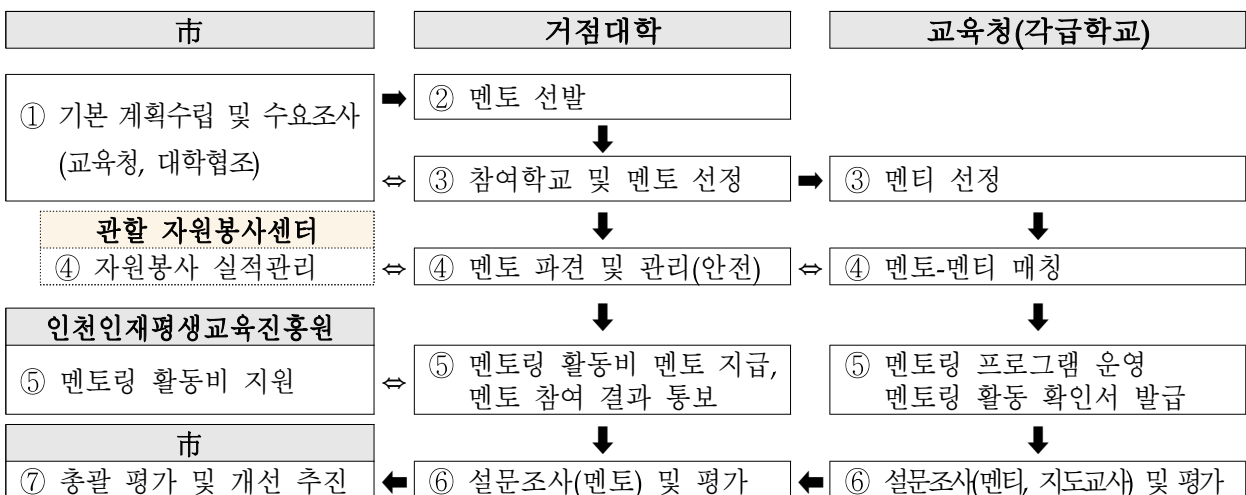 市 거점대학 교육청(각급학교)
① 기본 계획수립 및 수요조사
(교육청, 대학협조)
➡ ② 멘토 선발
⬇
⇔ ③ 참여학교 및 멘토 선정 ➡ ③ 멘티 선정
관할 자원봉사센터 ⬇ ⬇
④ 자원봉사 실적관리 ⇔ ④ 멘토 파견 및 관리(안전) ⇔ ④ 멘토-멘티 매칭
인천인재평생교육진흥원 ⬇ ⬇
⑤ 멘토링 활동비 지원 ⇔ ⑤ 멘토링 활동비 멘토 지급,
멘토 참여 결과 통보
⑤ 멘토링 프로그램 운영
멘토링 활동 확인서 발급
市 ⬇ ⬇
⑦ 총괄 평가 및 개선 추진 ⬅ ⑥ 설문조사(멘토) 및 평가 ⬅ ⑥ 설문조사(멘티, 지도교사) 및 평가